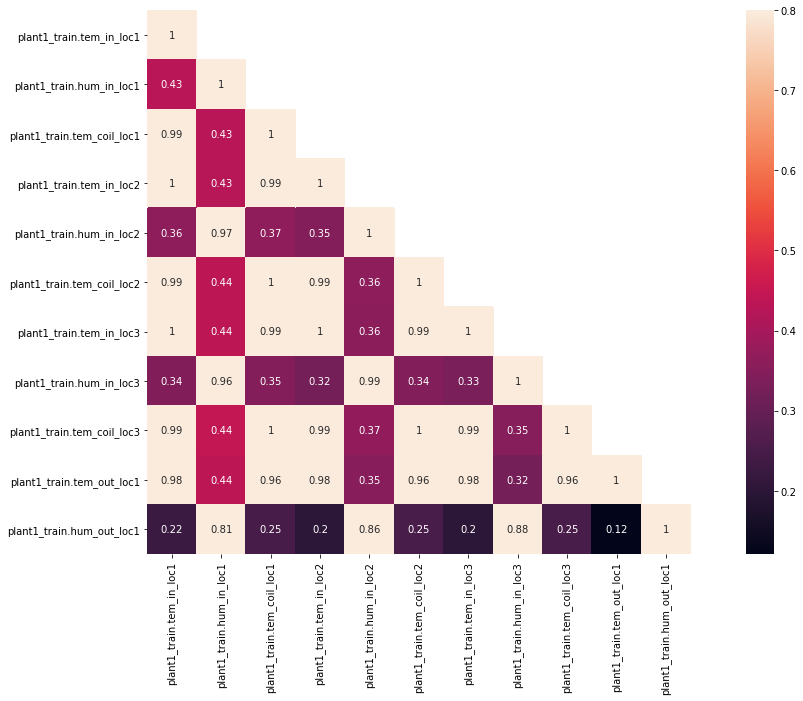 plant1_train.tem_in_loc1 1
plant1_train.hum_in_loc1 0.43 1
plant1_train.tem_coil_loc1 0.99 0.43 1
plant1_train.tem_in_loc2 1 0.43 0.99 1
plant1_train.hum_in_loc2 0.36 0.97 0.37 0.35 1
plant1_train.tem_coil_loc2 0.99 0.44 1 0.99 0.36 1
plant1_train.tem_in_loc3 1 0.44 0.99 1 0.36 0.99 1
plant1_train.hum_in_loc3 0.34 0.96 0.35 0.32 0.99 0.34 0.33 1
plant1_train.tem_coil_loc3 0.99 0.44 1 0.99 0.37 1 0.99 0.35 1
plant1_train.tem_out_loc1 0.98 0.44 0.96 0.98 0.35 0.96 0.98 0.32 0.96 1
plant1_train.hum_out_loc1 0.22 0.81 0.25 0.2 0.86 0.25 0.2 0.88 0.25 0.12 1
plant1_train.tem_in_loc1
plant1_train.hum_in_loc1
plant1_train.tem_coil_loc1
plant1_train.tem_in_loc2
plant1_train.hum_in_loc2
plant1_train.tem_coil_loc2
plant1_train.tem_in_loc3
plant1_train.hum_in_loc3
plant1_train.tem_coil_loc3
plant1_train.tem_out_loc1
plant1_train.hum_out_loc1
0.8
0.7
0.6
0.5
0.4
0.3
0.2